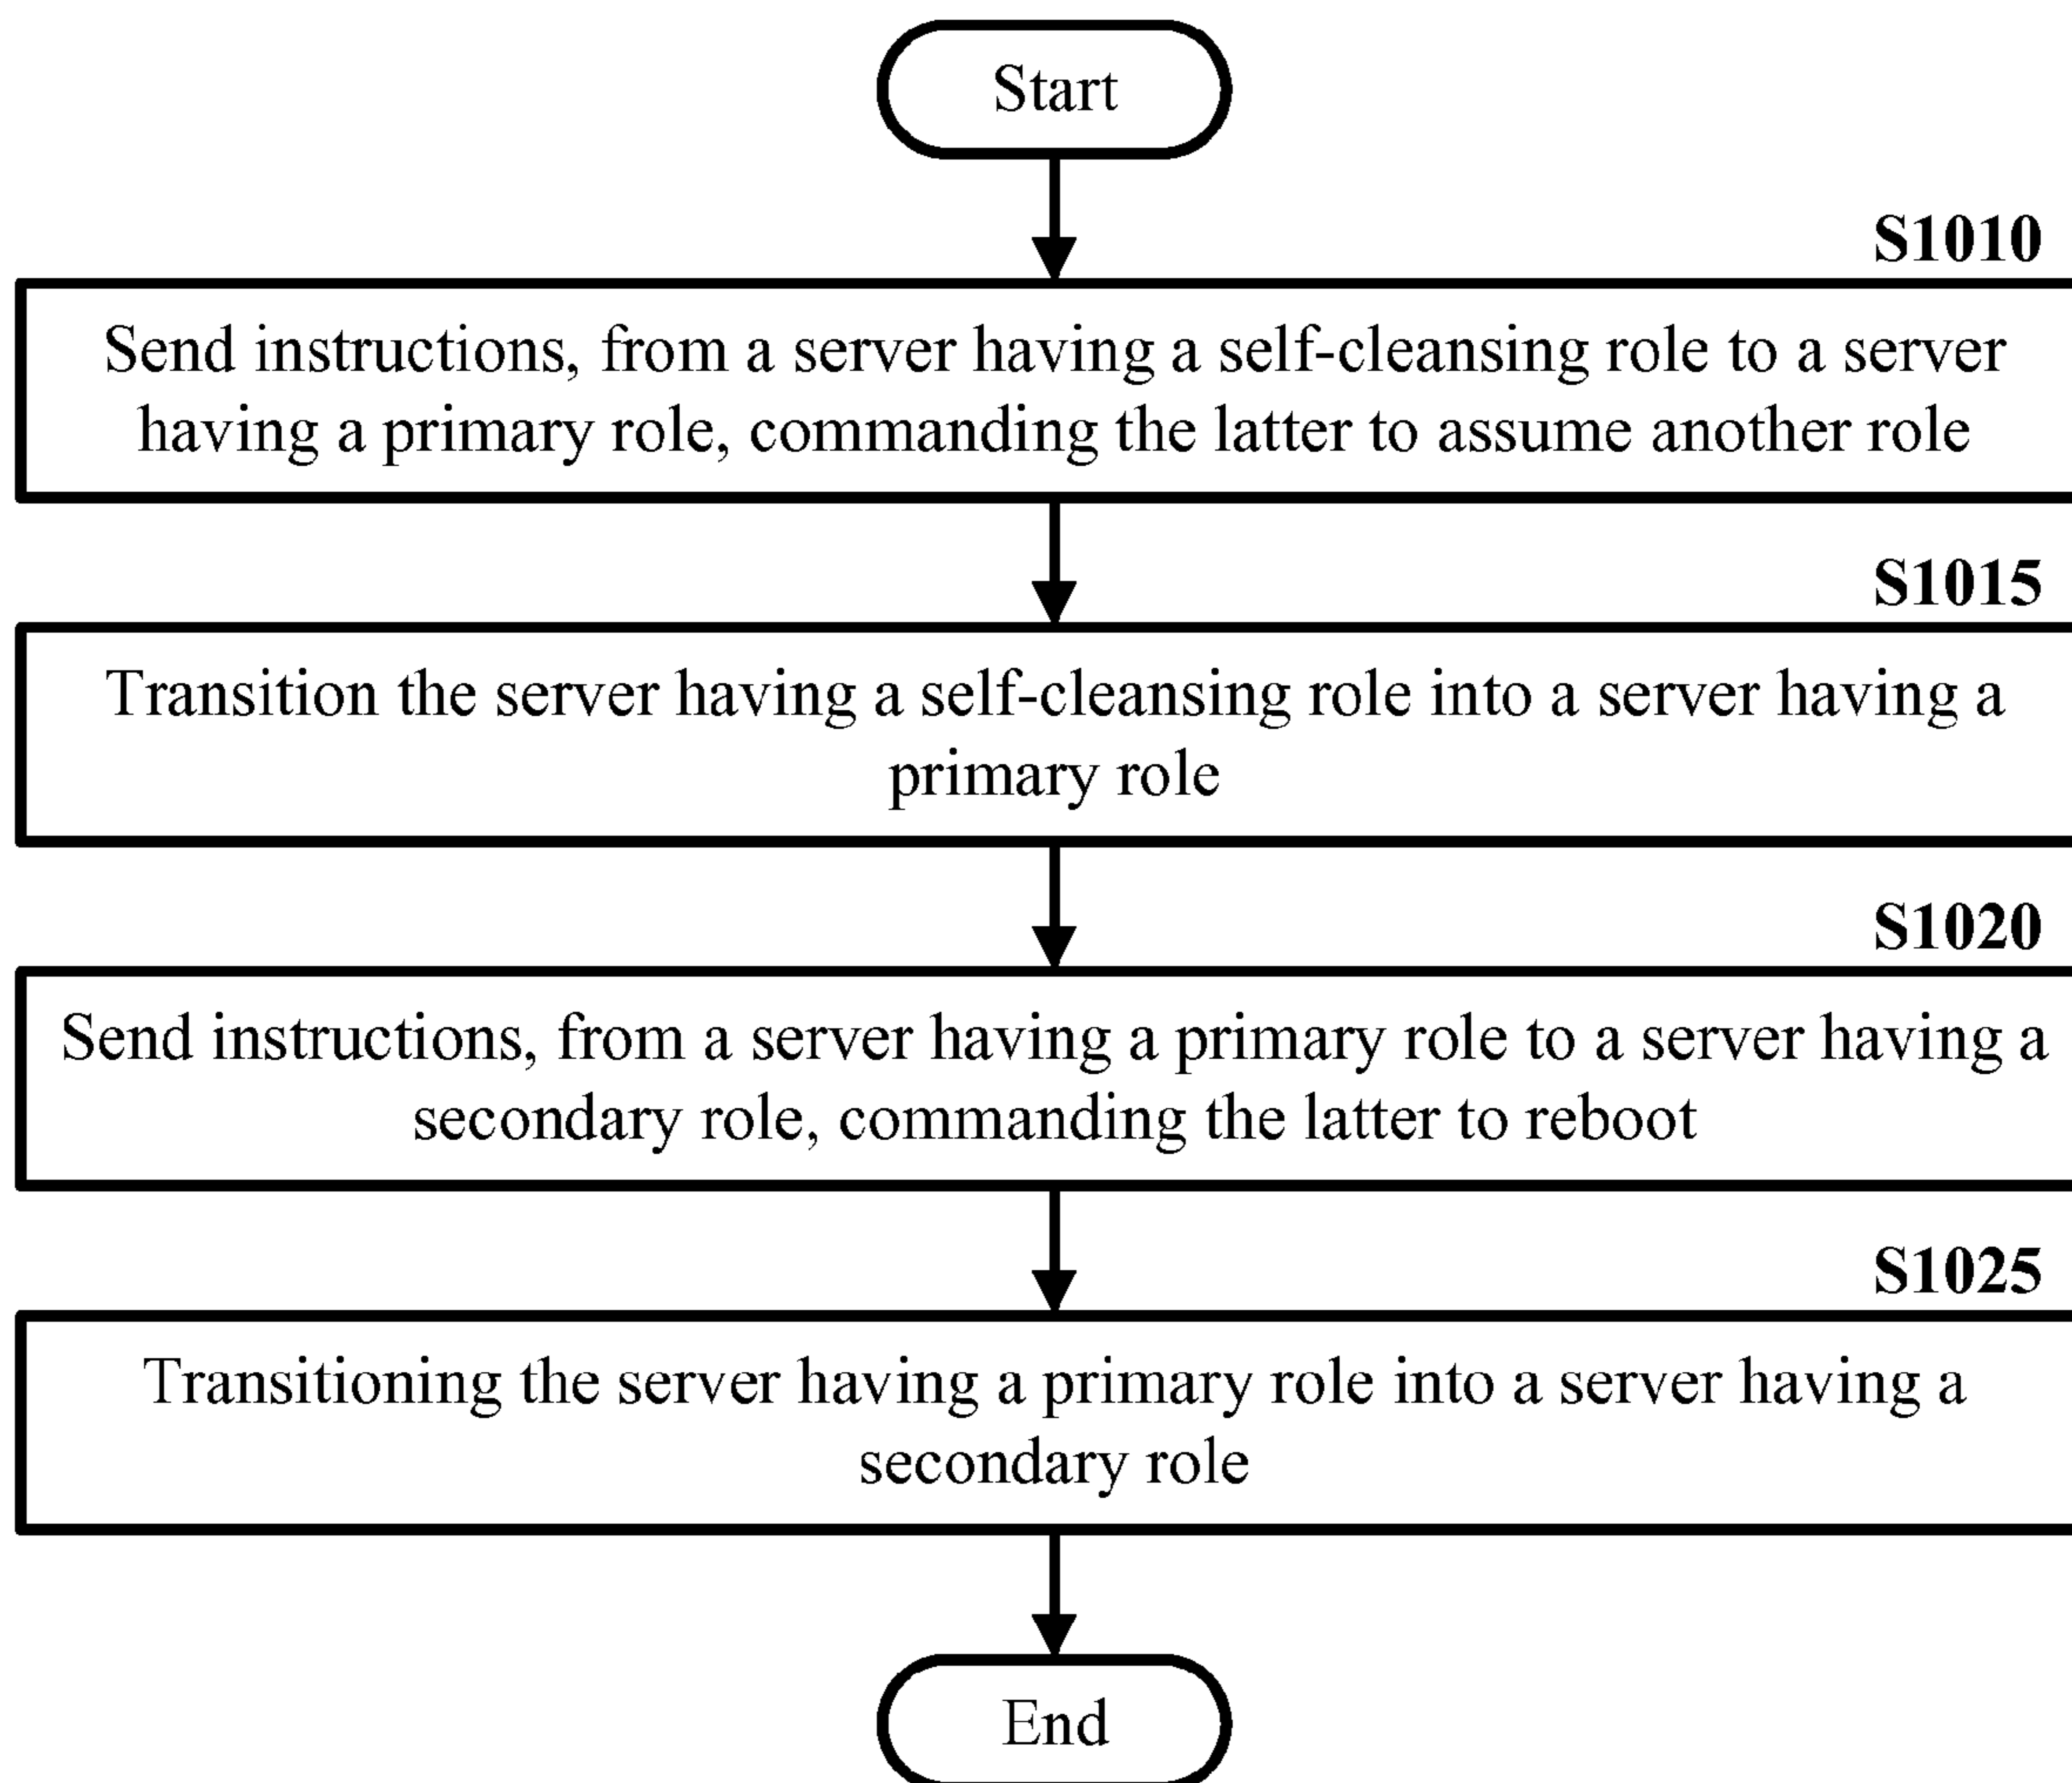 Start
S1010
Send instructions, from a server having a self-cleansing role to a server
having a primary role, commanding the latter to assume another role
S1015
Transition the server having a self-cleansing role into a server having a
primary role
S1020
Send instructions, from a server having a primary role to a server having a
secondary role, commanding the latter to reboot
S1025
Transitioning the server having a primary role into a server having a
secondary role
End